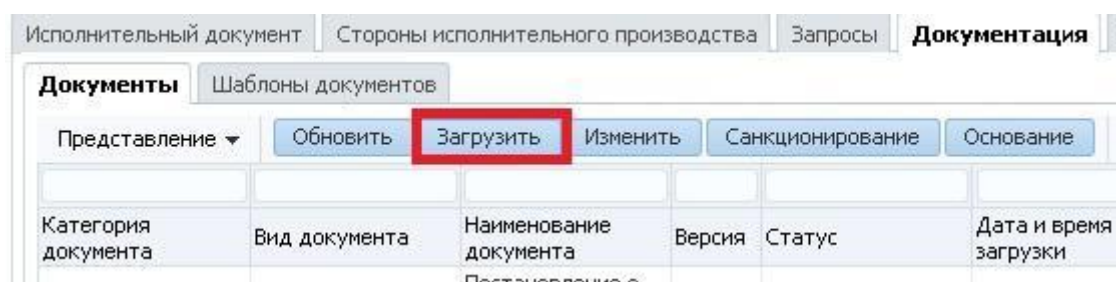 Исполнительный документ Стороны исполнительного производства Запросы Документация
Документы Шаблоны документов
Представление Обновить Загрузить Изменить Санкционирование Основание
Категория документа Вид документа Наименование документа Версия Статус Дата и время загрузки
Постановление о